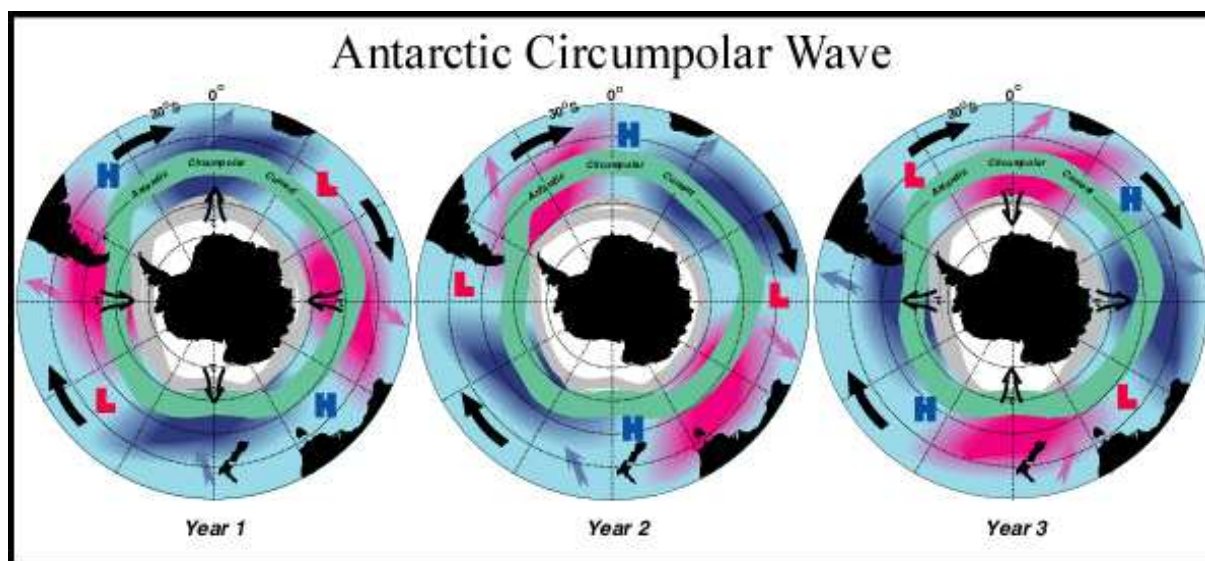 Antarctic Circumpolar Wave
30°S
0°
H
L
Antarctic
Circumpolar
Current
L
H
Year 1
30°S
0°
H
Antarctic
Circumpolar
Current
L
L
H
Year 2
30°S
0°
L
H
Antarctic
Circumpolar
Current
H
L
Year 3